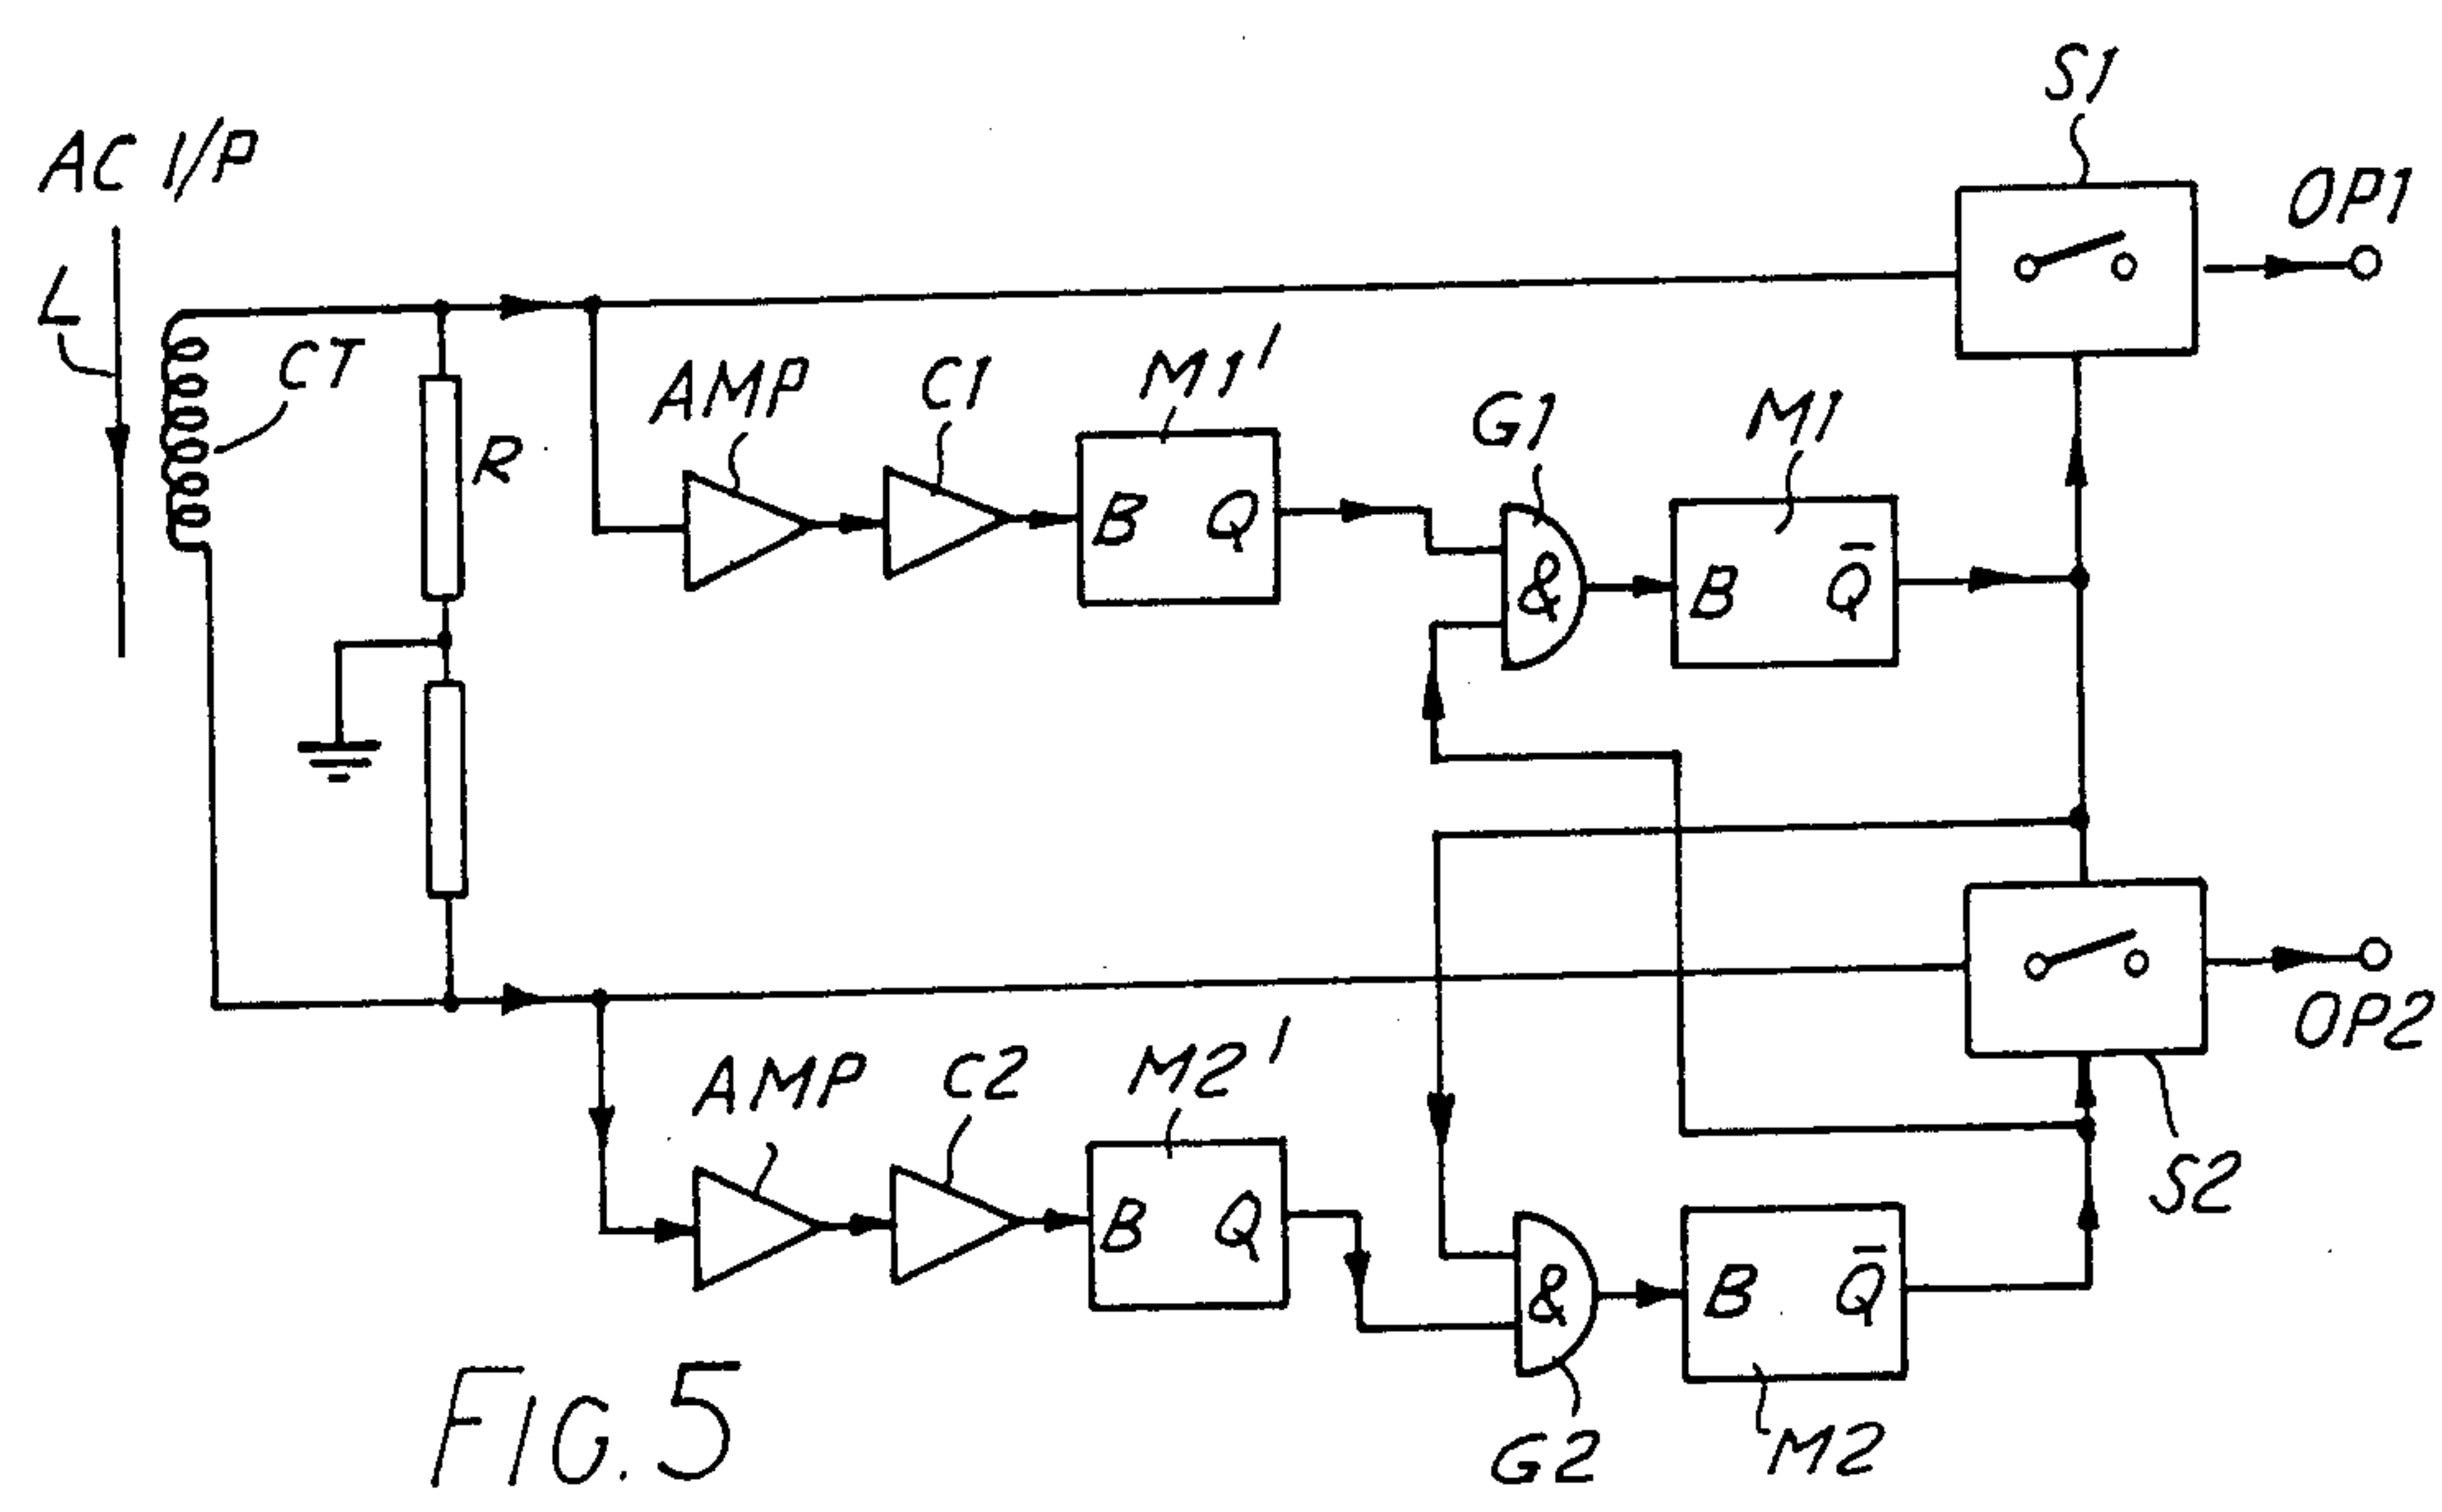 S1
AC I/P
OP1
L
CT
AMP
C1
M1'
R
G1
M1
B Q
&
B Q̅
AMP
C2
M2'
OP2
S2
B Q
&
B Q̅
G2
M2
FIG. 5